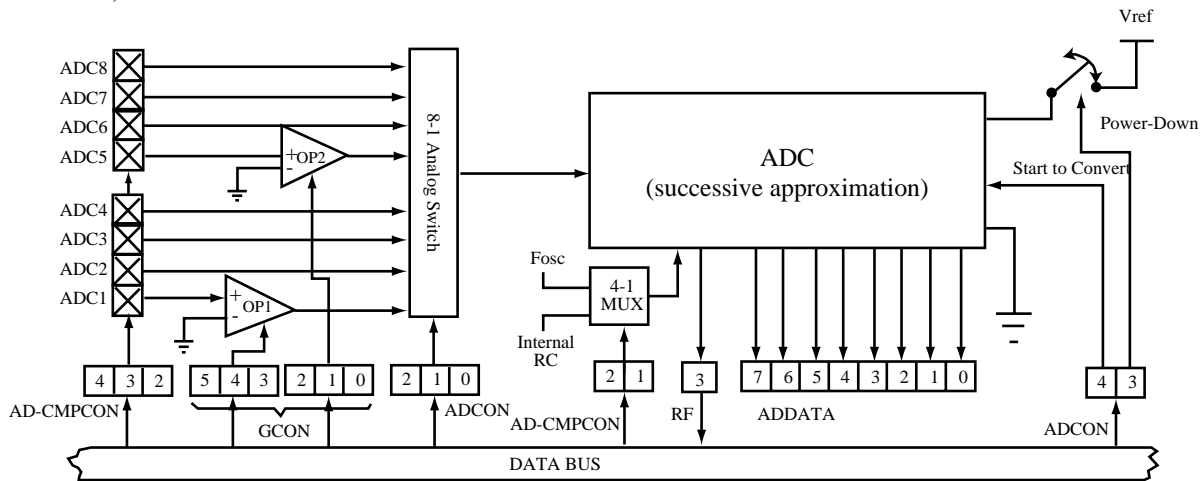 Vref
ADC8
ADC7
ADC6
ADC5
ADC4
ADC3
ADC2
ADC1
+
-
OP2
+
-
OP1
8-1 Analog Switch
ADC
(successive approximation)
Power-Down
Start to Convert
Fosc
4-1
MUX
Internal
RC
4 3 2
5 4 3
2 1 0
2 1 0
2 1
3
7 6 5 4 3 2 1 0
4 3
AD-CMPCON
GCON
ADCON
AD-CMPCON
RF
ADDATA
ADCON
DATA BUS